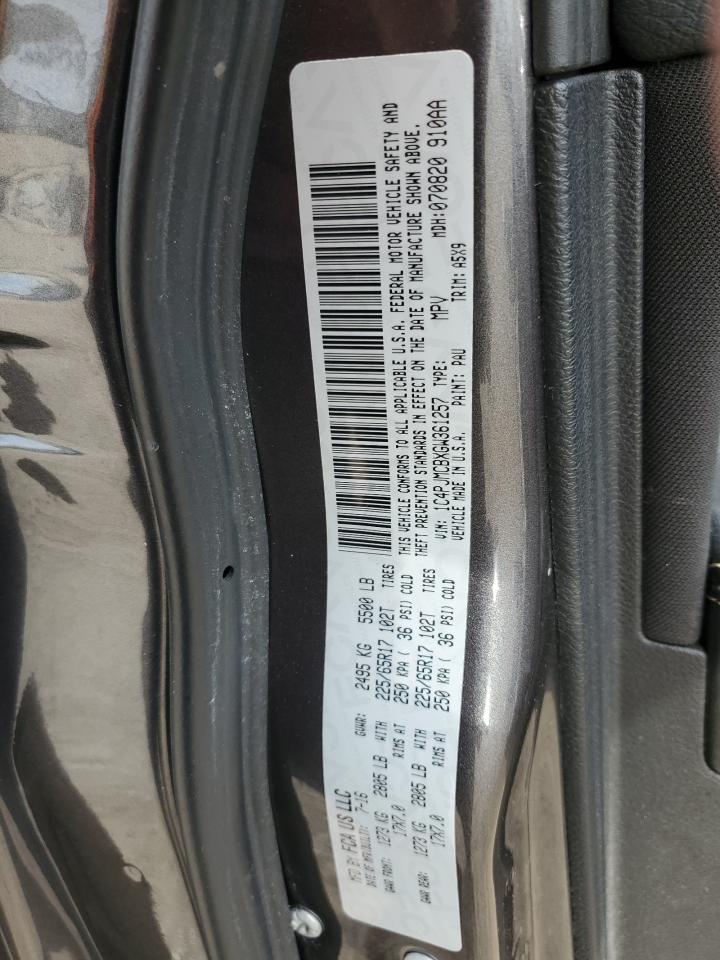 MFD BY FCA US LLC
DATE OF MFR: 7-16 GVWR: 2495 KG 5500 LB
GAWR FRONT: 1273 KG 2805 LB WITH 225/65R17 102T TIRES
17X7.0 RIMS AT 250 KPA ( 36 PSI) COLD
GAWR REAR: 1273 KG 2805 LB WITH 225/65R17 102T TIRES
17X7.0 RIMS AT 250 KPA ( 36 PSI) COLD
THIS VEHICLE CONFORMS TO ALL APPLICABLE U.S.A. FEDERAL MOTOR VEHICLE SAFETY AND
THEFT PREVENTION STANDARDS IN EFFECT ON THE DATE OF MANUFACTURE SHOWN ABOVE.
VIN: 1C4PJMCBXGW361257 TYPE: MPV MDH:070820 910AA
VEHICLE MADE IN U.S.A. PAINT: PAU TRIM: A5X9